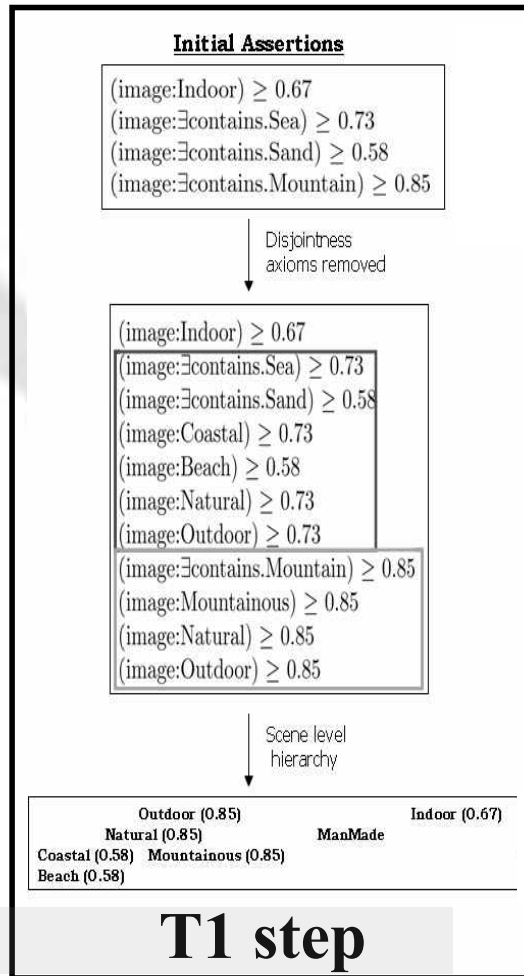 Initial Assertions
(image:Indoor) ≥ 0.67
(image:∃contains.Sea) ≥ 0.73
(image:∃contains.Sand) ≥ 0.58
(image:∃contains.Mountain) ≥ 0.85
Disjointness
axioms removed
(image:Indoor) ≥ 0.67
(image:∃contains.Sea) ≥ 0.73
(image:∃contains.Sand) ≥ 0.58
(image:Coastal) ≥ 0.73
(image:Beach) ≥ 0.58
(image:Natural) ≥ 0.73
(image:Outdoor) ≥ 0.73
(image:∃contains.Mountain) ≥ 0.85
(image:Mountainous) ≥ 0.85
(image:Natural) ≥ 0.85
(image:Outdoor) ≥ 0.85
Scene level
hierarchy
Outdoor (0.85) Indoor (0.67)
Natural (0.85) ManMade
Coastal (0.58) Mountainous (0.85)
Beach (0.58)
T1 step